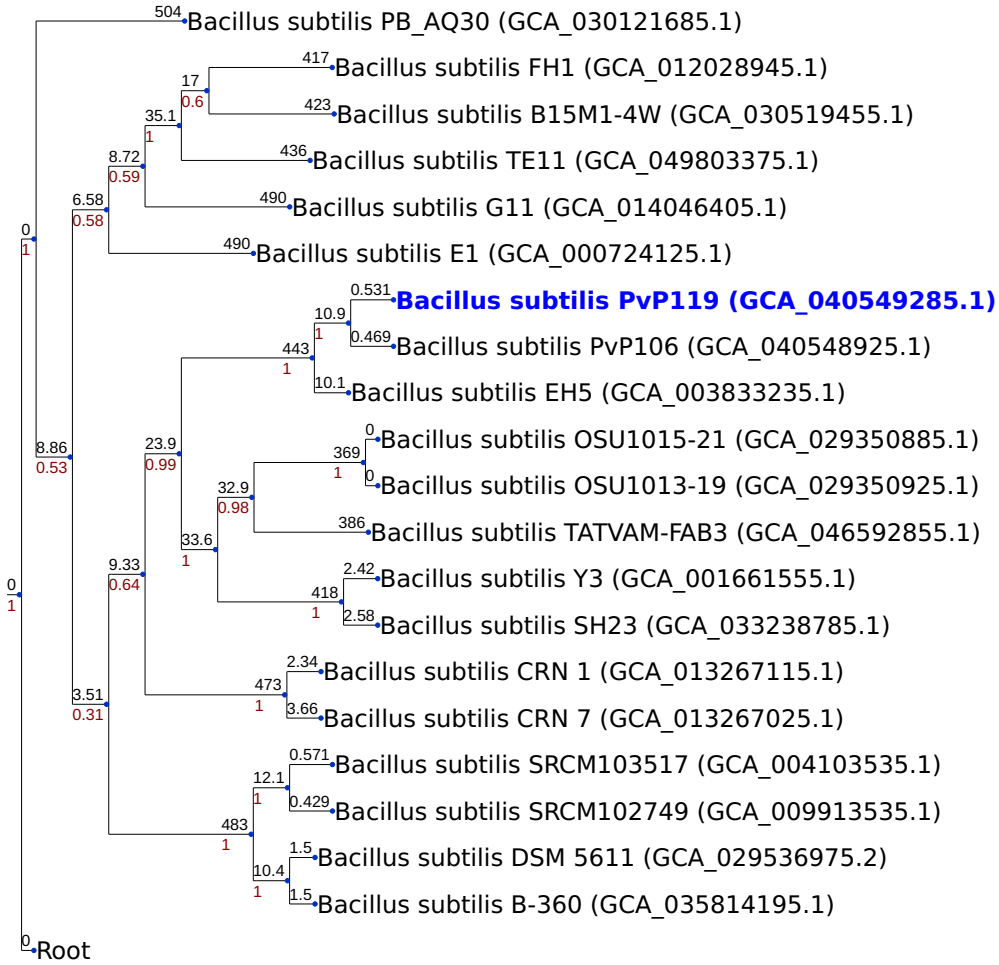 504 Bacillus subtilis PB_AQ30 (GCA_030121685.1)
417 Bacillus subtilis FH1 (GCA_012028945.1)
17
0.6
423 Bacillus subtilis B15M1-4W (GCA_030519455.1)
35.1
1
436 Bacillus subtilis TE11 (GCA_049803375.1)
8.72
0.59
490 Bacillus subtilis G11 (GCA_014046405.1)
6.58
0.58
0
1
490 Bacillus subtilis E1 (GCA_000724125.1)
0.531 Bacillus subtilis PvP119 (GCA_040549285.1)
10.9
1
0.469 Bacillus subtilis PvP106 (GCA_040548925.1)
443
1
10.1 Bacillus subtilis EH5 (GCA_003833235.1)
0 Bacillus subtilis OSU1015-21 (GCA_029350885.1)
8.86
0.53
23.9
0.99
369
1
0 Bacillus subtilis OSU1013-19 (GCA_029350925.1)
32.9
0.98
386 Bacillus subtilis TATVAM-FAB3 (GCA_046592855.1)
33.6
1
9.33
0.64
2.42 Bacillus subtilis Y3 (GCA_001661555.1)
0
1
418
1
2.58 Bacillus subtilis SH23 (GCA_033238785.1)
2.34 Bacillus subtilis CRN 1 (GCA_013267115.1)
3.51
0.31
473
1
3.66 Bacillus subtilis CRN 7 (GCA_013267025.1)
0.571 Bacillus subtilis SRCM103517 (GCA_004103535.1)
12.1
1
0.429 Bacillus subtilis SRCM102749 (GCA_009913535.1)
483
1
1.5 Bacillus subtilis DSM 5611 (GCA_029536975.2)
10.4
1
1.5 Bacillus subtilis B-360 (GCA_035814195.1)
0 Root